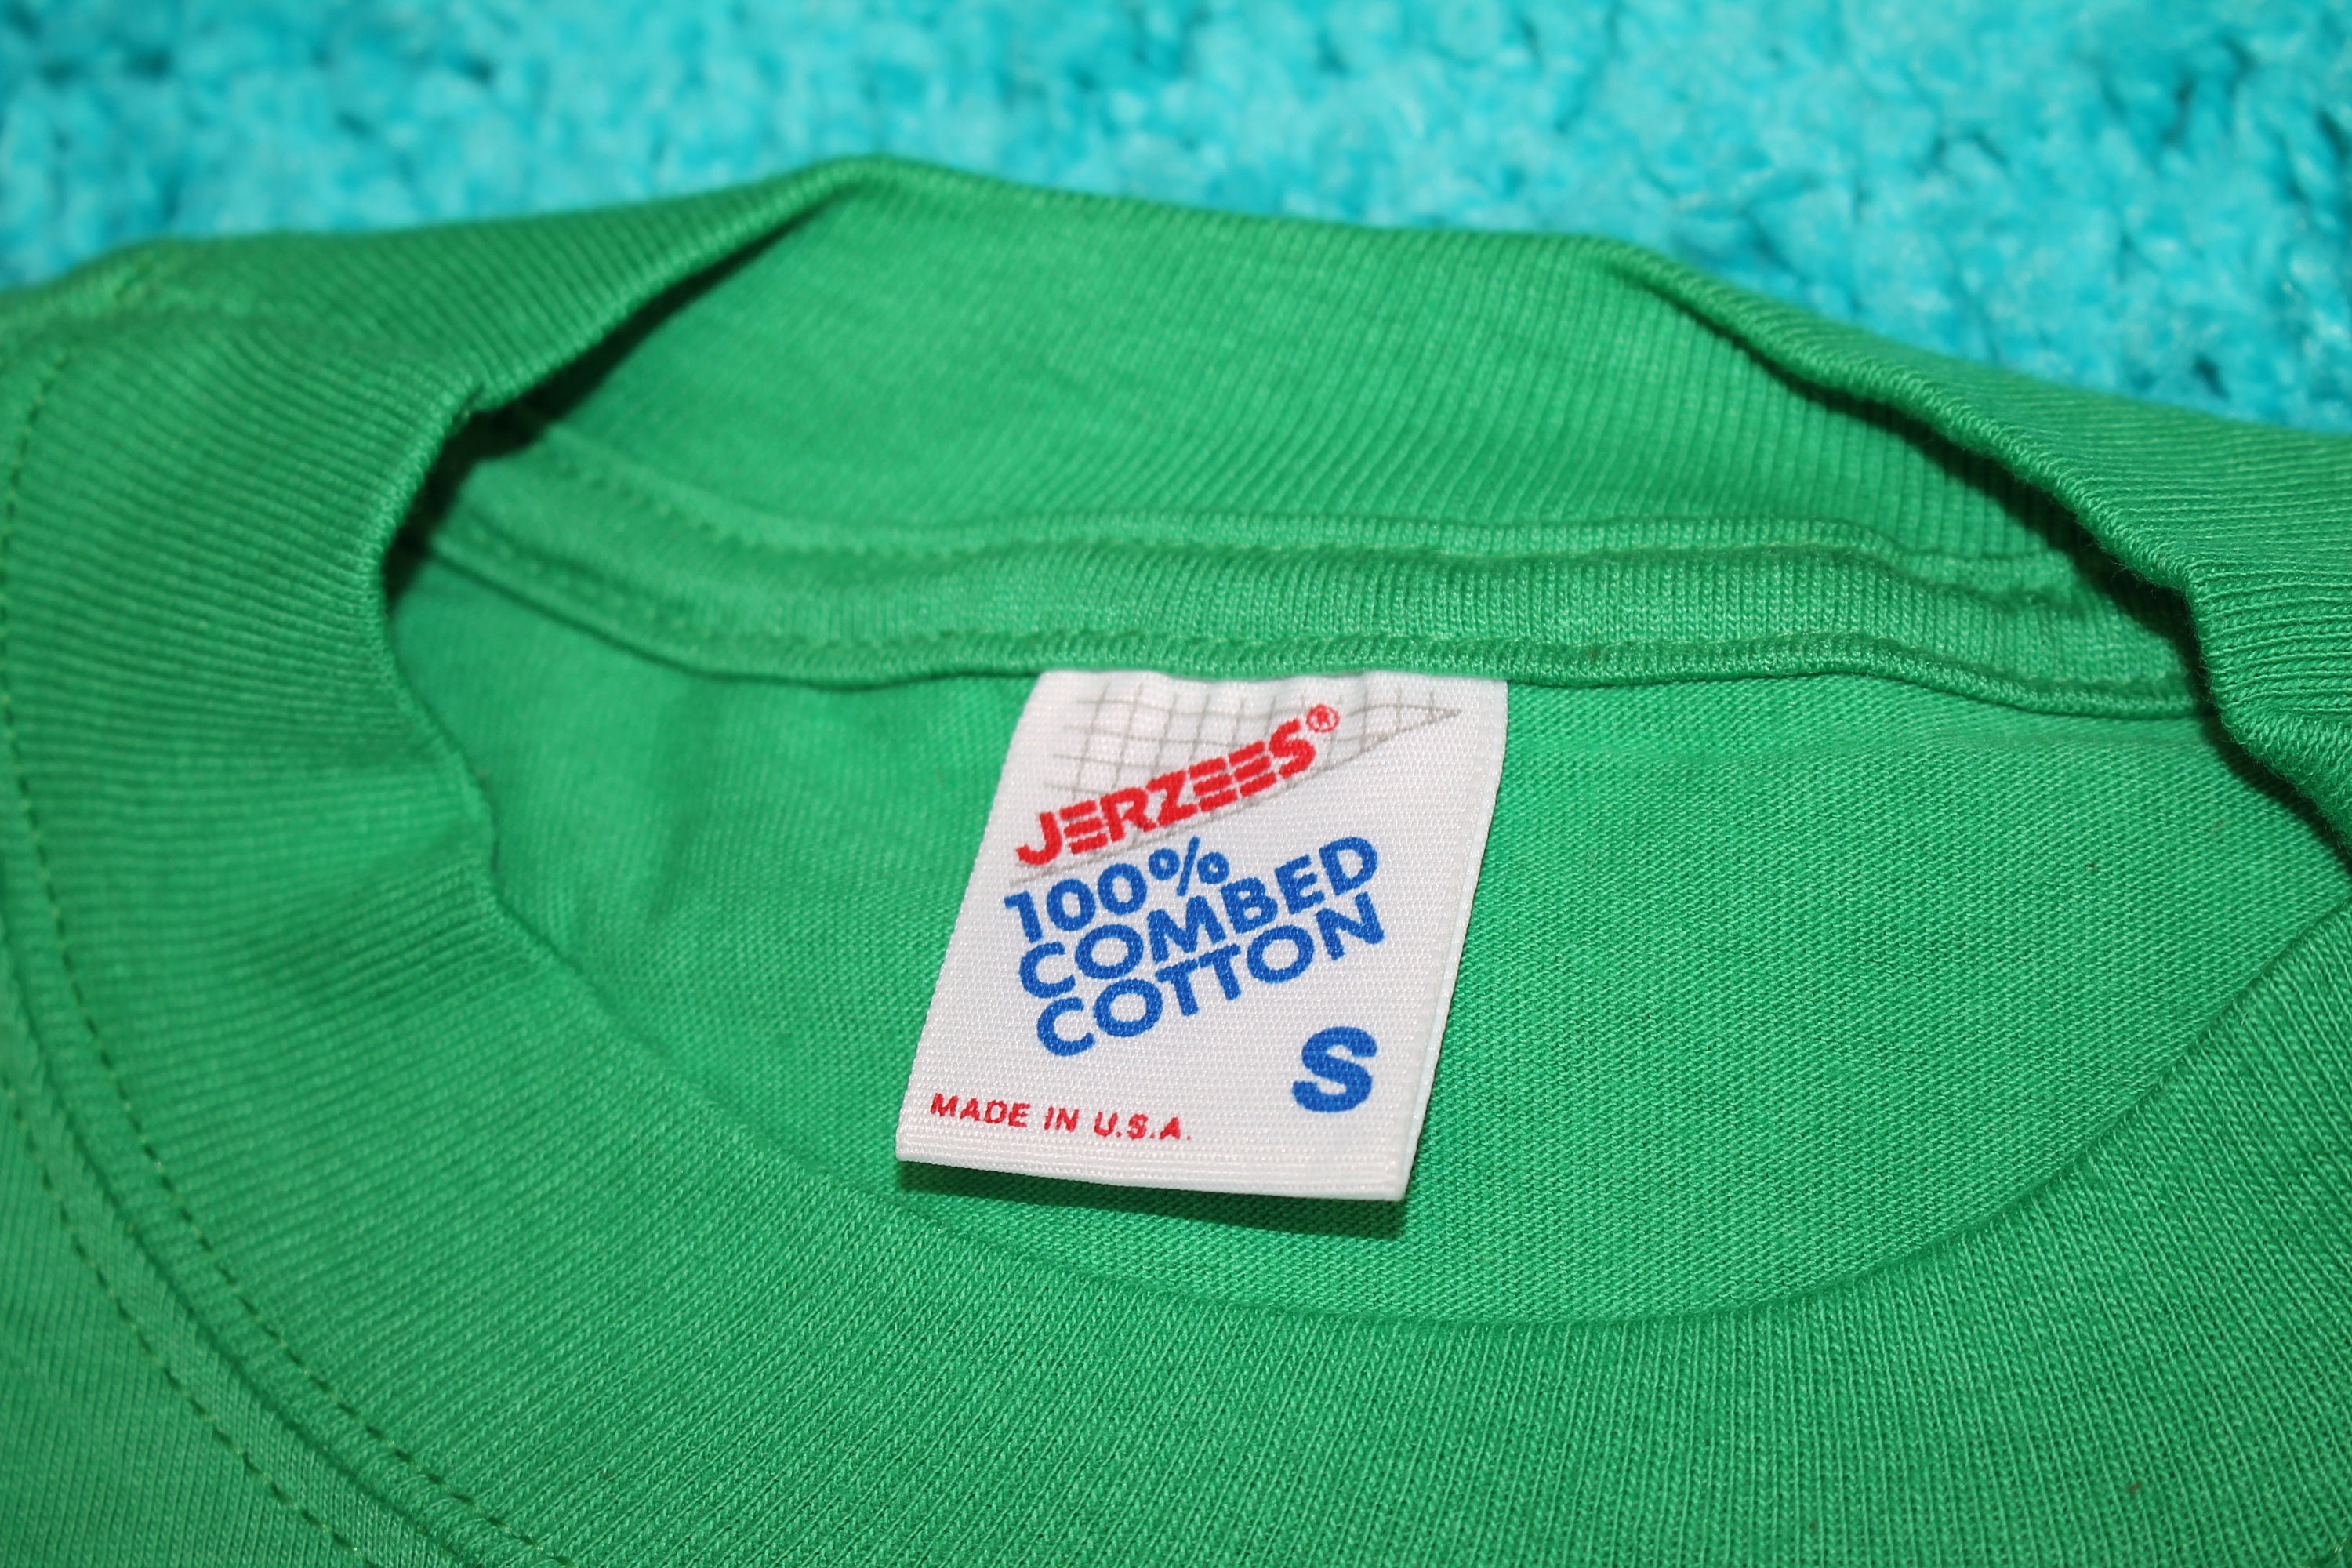 JERZEES®
100%
COMBED
COTTON
S
MADE IN U.S.A.